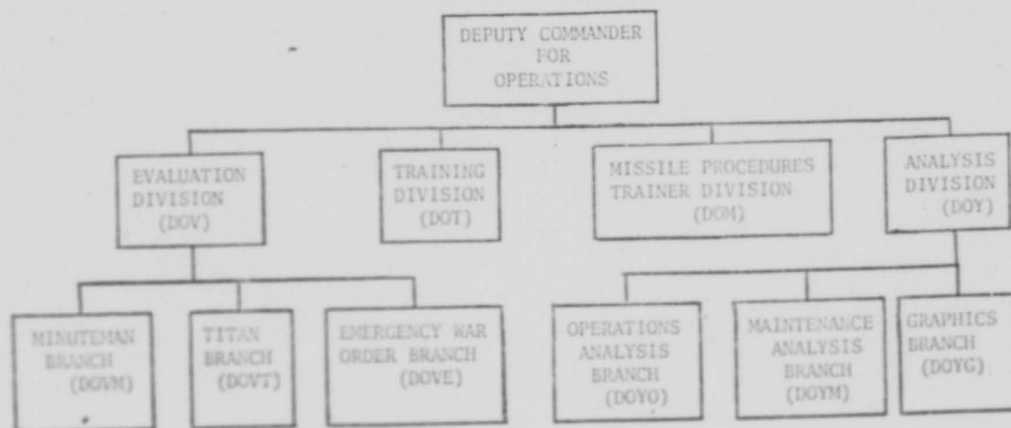 DEPUTY COMMANDER
FOR
OPERATIONS
EVALUATION
DIVISION
(DOV)
TRAINING
DIVISION
(DOT)
MISSILE PROCEDURES
TRAINER DIVISION
(DOM)
ANALYSIS
DIVISION
(DOY)
MINUTEMAN
BRANCH
(DOVM)
TITAN
BRANCH
(DOVT)
EMERGENCY WAR
ORDER BRANCH
(DOVE)
OPERATIONS
ANALYSIS
BRANCH
(DOYO)
MAINTENANCE
ANALYSIS
BRANCH
(DOYM)
GRAPHICS
BRANCH
(DOYG)